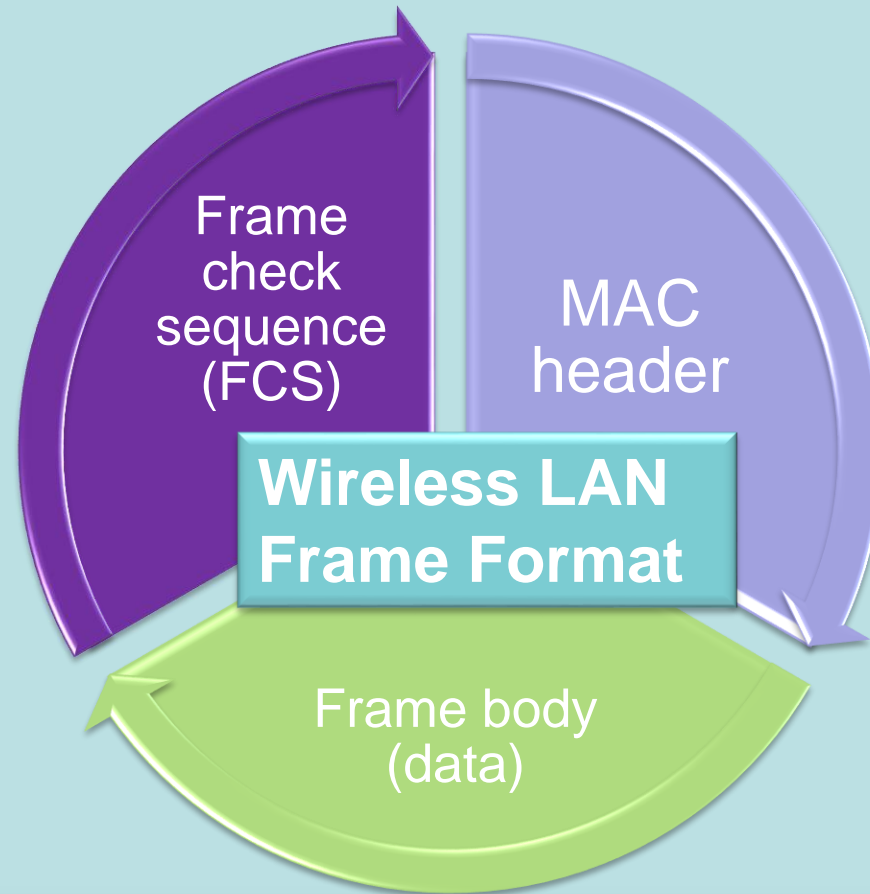 Wireless LAN
Frame Format
MAC
header
Frame body
(data)
Frame
check
sequence
(FCS)